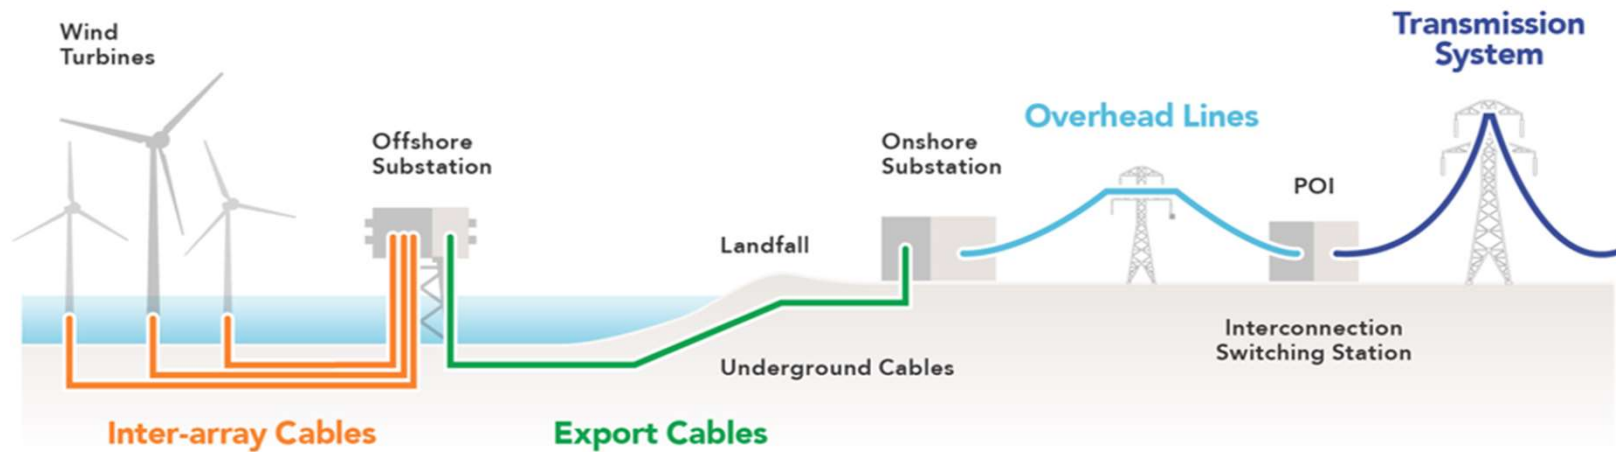 Wind
Turbines
Offshore
Substation
Landfall
Onshore
Substation
Overhead Lines
POI
Transmission
System
Underground Cables
Interconnection
Switching Station
Inter-array Cables
Export Cables